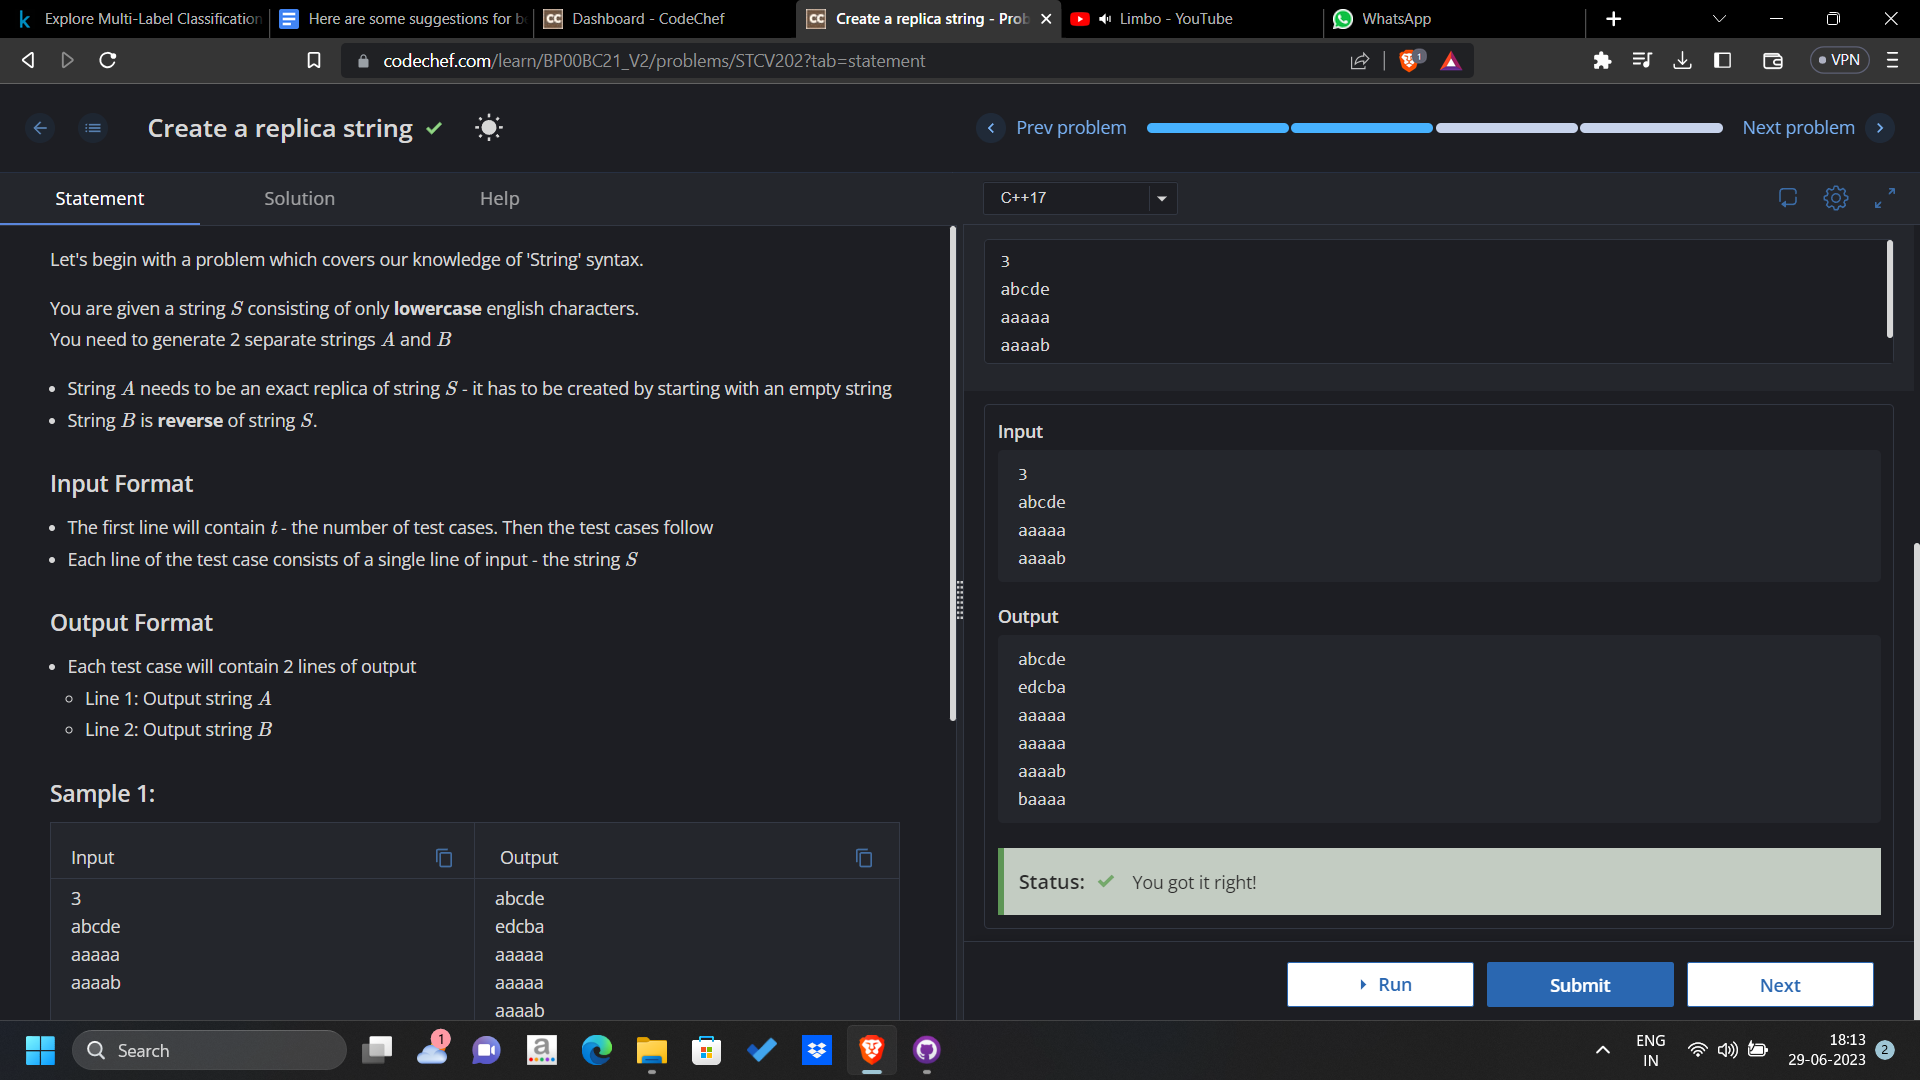 Explore Multi-Label Classification
Here are some suggestions for b
Dashboard - CodeChef
Create a replica string - Prob
Limbo - YouTube
WhatsApp
codechef.com/learn/BP00BC21_V2/problems/STCV202?tab=statement
1
VPN
Create a replica string
Prev problem
Next problem
Statement
Solution
Help
C++17
Let's begin with a problem which covers our knowledge of 'String' syntax.
You are given a string S consisting of only lowercase english characters.
You need to generate 2 separate strings A and B
• String A needs to be an exact replica of string S - it has to be created by starting with an empty string
• String B is reverse of string S.
Input Format
• The first line will contain t - the number of test cases. Then the test cases follow
• Each line of the test case consists of a single line of input - the string S
Output Format
• Each test case will contain 2 lines of output
◦ Line 1: Output string A
◦ Line 2: Output string B
Sample 1:
Input
Output
3
abcde
aaaaa
aaaab
abcde
edcba
aaaaa
aaaaa
aaaab
3
abcde
aaaaa
aaaab
Input
3
abcde
aaaaa
aaaab
Output
abcde
edcba
aaaaa
aaaaa
aaaab
baaaa
Status: You got it right!
Run
Submit
Next
Search
1
ENG
IN
18:13
29-06-2023
2